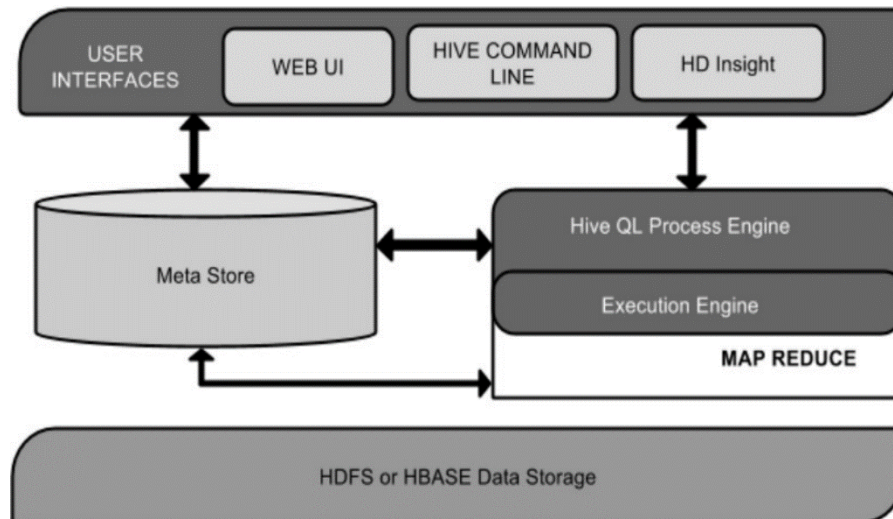 USER
INTERFACES
WEB UI
HIVE COMMAND
LINE
HD Insight
Meta Store
Hive QL Process Engine
Execution Engine
MAP REDUCE
HDFS or HBASE Data Storage